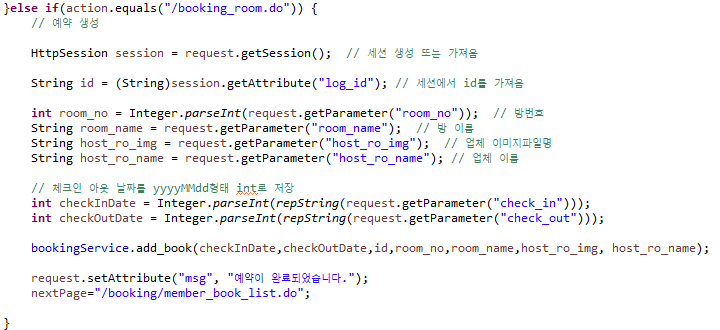 }else if(action.equals("/booking_room.do")) {
// 예약 생성
HttpSession session = request.getSession();  // 세션 생성 또는 가져옴
String id = (String)session.getAttribute("log_id"); // 세션에서 id를 가져옴
int room_no = Integer.parseInt(request.getParameter("room_no"));  // 방번호
String room_name = request.getParameter("room_name");  // 방 이름
String host_ro_img = request.getParameter("host_ro_img");  // 업체 이미지파일명
String host_ro_name = request.getParameter("host_ro_name"); // 업체 이름
// 체크인 아웃 날짜를 yyyyMMdd형태 int로 저장
int checkInDate = Integer.parseInt(repString(request.getParameter("check_in")));
int checkOutDate = Integer.parseInt(repString(request.getParameter("check_out")));
bookingService.add_book(checkInDate,checkOutDate,id,room_no,room_name,host_ro_img, host_ro_name);
request.setAttribute("msg", "예약이 완료되었습니다.");
nextPage="/booking/member_book_list.do";
}